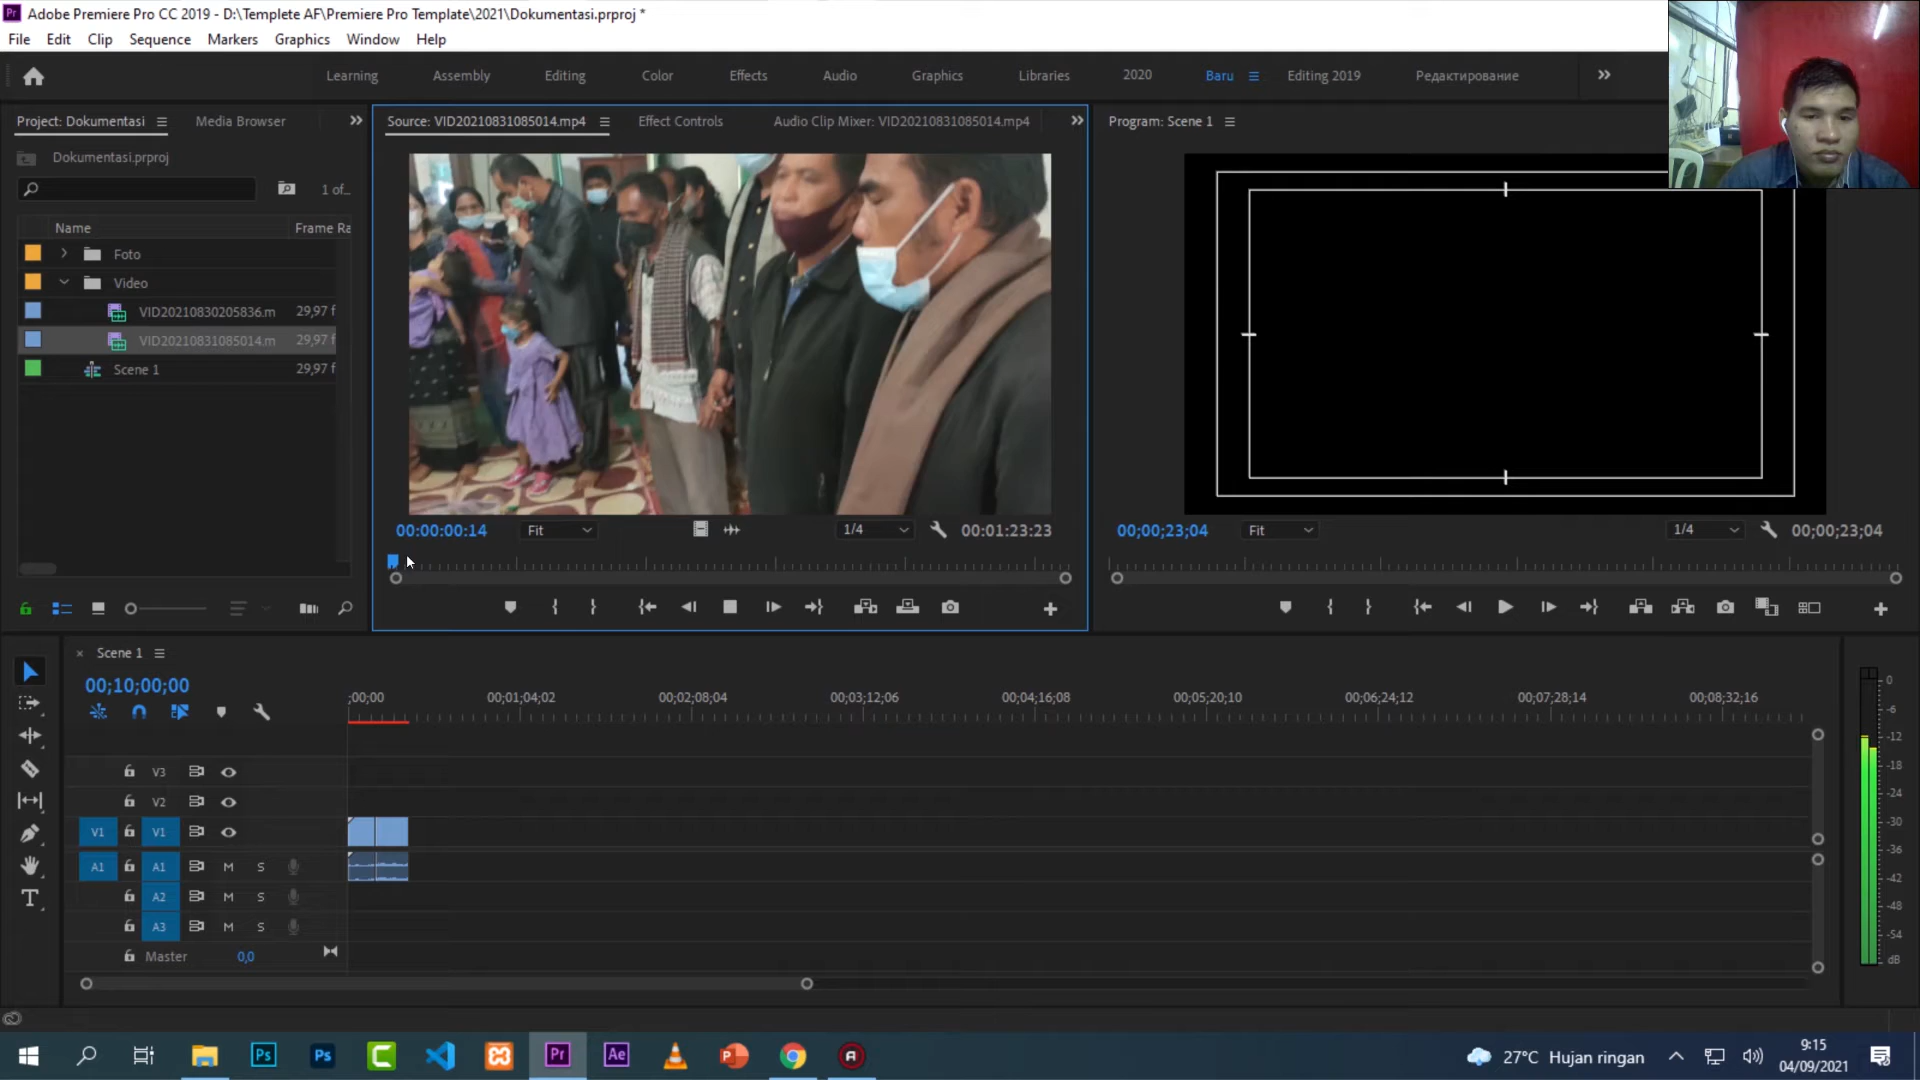 Adobe Premiere Pro CC 2019 - D:\Templete AF\Premiere Pro Template\2021\Dokumentasi.prproj *
File Edit Clip Sequence Markers Graphics Window Help
Learning Assembly Editing Color Effects Audio Graphics Libraries 2020 Baru Editing 2019 Редактирование
Project: Dokumentasi Media Browser
Source: VID20210831085014.mp4 Effect Controls Audio Clip Mixer: VID20210831085014.mp4
Program: Scene 1
Dokumentasi.prproj
1 of...
Name Frame Ra
Foto
Video
VID20210830205836.m 29,97 f
VID20210831085014.m 29,97 f
Scene 1 29,97 f
00:00:00:14 Fit 1/4 00:01:23:23
00;00;23;04 Fit 1/4 00;00;23;04
Scene 1
00;10;00;00
;00;00 00;01;04;02 00;02;08;04 00;03;12;06 00;04;16;08 00;05;20;10 00;06;24;12 00;07;28;14 00;08;32;16
V3
V2
V1 V1
A1 A1 M S
A2 M S
A3 M S
Master 0,0
0
-6
-12
-18
-24
-30
-36
-42
-48
-54
dB
Ps Ps C Pr Ae
27°C Hujan ringan
9:15
04/09/2021